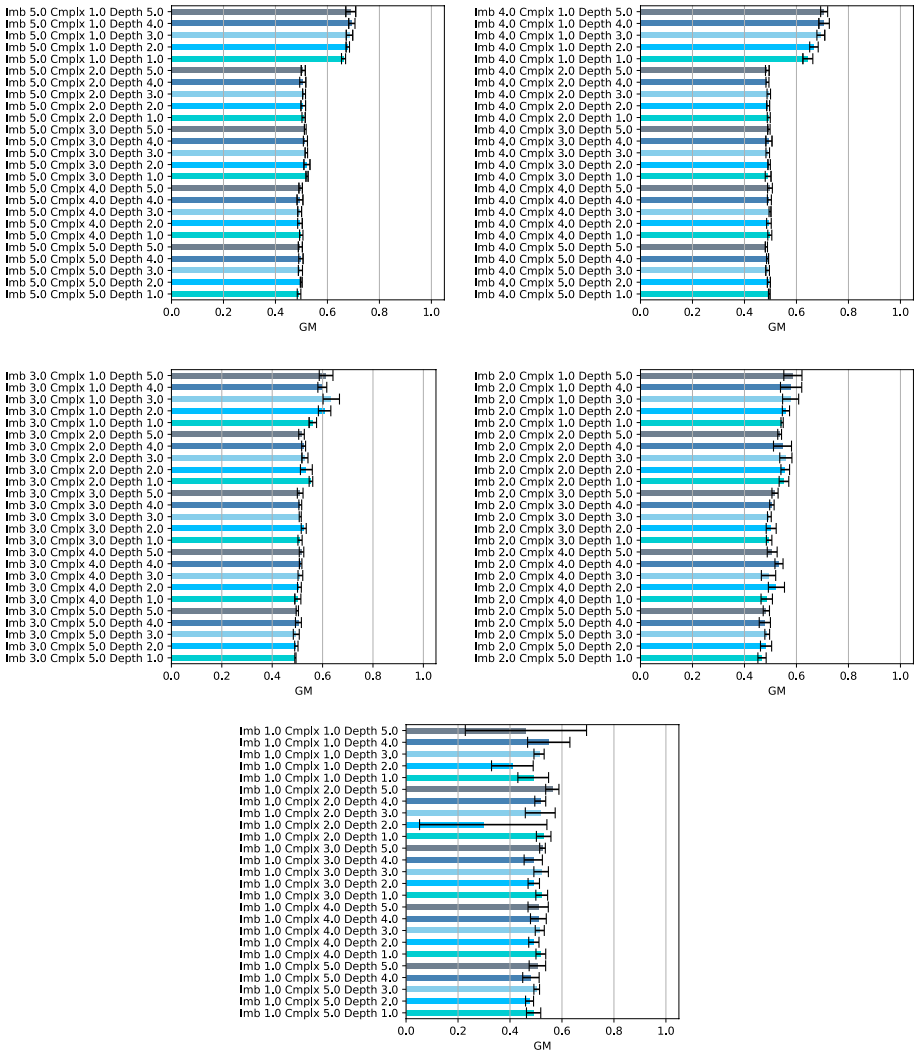 Imb 5.0 Cmplx 1.0 Depth 5.0
Imb 5.0 Cmplx 1.0 Depth 4.0
Imb 5.0 Cmplx 1.0 Depth 3.0
Imb 5.0 Cmplx 1.0 Depth 2.0
Imb 5.0 Cmplx 1.0 Depth 1.0
Imb 5.0 Cmplx 2.0 Depth 5.0
Imb 5.0 Cmplx 2.0 Depth 4.0
Imb 5.0 Cmplx 2.0 Depth 3.0
Imb 5.0 Cmplx 2.0 Depth 2.0
Imb 5.0 Cmplx 2.0 Depth 1.0
Imb 5.0 Cmplx 3.0 Depth 5.0
Imb 5.0 Cmplx 3.0 Depth 4.0
Imb 5.0 Cmplx 3.0 Depth 3.0
Imb 5.0 Cmplx 3.0 Depth 2.0
Imb 5.0 Cmplx 3.0 Depth 1.0
Imb 5.0 Cmplx 4.0 Depth 5.0
Imb 5.0 Cmplx 4.0 Depth 4.0
Imb 5.0 Cmplx 4.0 Depth 3.0
Imb 5.0 Cmplx 4.0 Depth 2.0
Imb 5.0 Cmplx 4.0 Depth 1.0
Imb 5.0 Cmplx 5.0 Depth 5.0
Imb 5.0 Cmplx 5.0 Depth 4.0
Imb 5.0 Cmplx 5.0 Depth 3.0
Imb 5.0 Cmplx 5.0 Depth 2.0
Imb 5.0 Cmplx 5.0 Depth 1.0
0.0 0.2 0.4 0.6 0.8 1.0
GM
Imb 4.0 Cmplx 1.0 Depth 5.0
Imb 4.0 Cmplx 1.0 Depth 4.0
Imb 4.0 Cmplx 1.0 Depth 3.0
Imb 4.0 Cmplx 1.0 Depth 2.0
Imb 4.0 Cmplx 1.0 Depth 1.0
Imb 4.0 Cmplx 2.0 Depth 5.0
Imb 4.0 Cmplx 2.0 Depth 4.0
Imb 4.0 Cmplx 2.0 Depth 3.0
Imb 4.0 Cmplx 2.0 Depth 2.0
Imb 4.0 Cmplx 2.0 Depth 1.0
Imb 4.0 Cmplx 3.0 Depth 5.0
Imb 4.0 Cmplx 3.0 Depth 4.0
Imb 4.0 Cmplx 3.0 Depth 3.0
Imb 4.0 Cmplx 3.0 Depth 2.0
Imb 4.0 Cmplx 3.0 Depth 1.0
Imb 4.0 Cmplx 4.0 Depth 5.0
Imb 4.0 Cmplx 4.0 Depth 4.0
Imb 4.0 Cmplx 4.0 Depth 3.0
Imb 4.0 Cmplx 4.0 Depth 2.0
Imb 4.0 Cmplx 4.0 Depth 1.0
Imb 4.0 Cmplx 5.0 Depth 5.0
Imb 4.0 Cmplx 5.0 Depth 4.0
Imb 4.0 Cmplx 5.0 Depth 3.0
Imb 4.0 Cmplx 5.0 Depth 2.0
Imb 4.0 Cmplx 5.0 Depth 1.0
0.0 0.2 0.4 0.6 0.8 1.0
GM
Imb 3.0 Cmplx 1.0 Depth 5.0
Imb 3.0 Cmplx 1.0 Depth 4.0
Imb 3.0 Cmplx 1.0 Depth 3.0
Imb 3.0 Cmplx 1.0 Depth 2.0
Imb 3.0 Cmplx 1.0 Depth 1.0
Imb 3.0 Cmplx 2.0 Depth 5.0
Imb 3.0 Cmplx 2.0 Depth 4.0
Imb 3.0 Cmplx 2.0 Depth 3.0
Imb 3.0 Cmplx 2.0 Depth 2.0
Imb 3.0 Cmplx 2.0 Depth 1.0
Imb 3.0 Cmplx 3.0 Depth 5.0
Imb 3.0 Cmplx 3.0 Depth 4.0
Imb 3.0 Cmplx 3.0 Depth 3.0
Imb 3.0 Cmplx 3.0 Depth 2.0
Imb 3.0 Cmplx 3.0 Depth 1.0
Imb 3.0 Cmplx 4.0 Depth 5.0
Imb 3.0 Cmplx 4.0 Depth 4.0
Imb 3.0 Cmplx 4.0 Depth 3.0
Imb 3.0 Cmplx 4.0 Depth 2.0
Imb 3.0 Cmplx 4.0 Depth 1.0
Imb 3.0 Cmplx 5.0 Depth 5.0
Imb 3.0 Cmplx 5.0 Depth 4.0
Imb 3.0 Cmplx 5.0 Depth 3.0
Imb 3.0 Cmplx 5.0 Depth 2.0
Imb 3.0 Cmplx 5.0 Depth 1.0
0.0 0.2 0.4 0.6 0.8 1.0
GM
Imb 2.0 Cmplx 1.0 Depth 5.0
Imb 2.0 Cmplx 1.0 Depth 4.0
Imb 2.0 Cmplx 1.0 Depth 3.0
Imb 2.0 Cmplx 1.0 Depth 2.0
Imb 2.0 Cmplx 1.0 Depth 1.0
Imb 2.0 Cmplx 2.0 Depth 5.0
Imb 2.0 Cmplx 2.0 Depth 4.0
Imb 2.0 Cmplx 2.0 Depth 3.0
Imb 2.0 Cmplx 2.0 Depth 2.0
Imb 2.0 Cmplx 2.0 Depth 1.0
Imb 2.0 Cmplx 3.0 Depth 5.0
Imb 2.0 Cmplx 3.0 Depth 4.0
Imb 2.0 Cmplx 3.0 Depth 3.0
Imb 2.0 Cmplx 3.0 Depth 2.0
Imb 2.0 Cmplx 3.0 Depth 1.0
Imb 2.0 Cmplx 4.0 Depth 5.0
Imb 2.0 Cmplx 4.0 Depth 4.0
Imb 2.0 Cmplx 4.0 Depth 3.0
Imb 2.0 Cmplx 4.0 Depth 2.0
Imb 2.0 Cmplx 4.0 Depth 1.0
Imb 2.0 Cmplx 5.0 Depth 5.0
Imb 2.0 Cmplx 5.0 Depth 4.0
Imb 2.0 Cmplx 5.0 Depth 3.0
Imb 2.0 Cmplx 5.0 Depth 2.0
Imb 2.0 Cmplx 5.0 Depth 1.0
0.0 0.2 0.4 0.6 0.8 1.0
GM
Imb 1.0 Cmplx 1.0 Depth 5.0
Imb 1.0 Cmplx 1.0 Depth 4.0
Imb 1.0 Cmplx 1.0 Depth 3.0
Imb 1.0 Cmplx 1.0 Depth 2.0
Imb 1.0 Cmplx 1.0 Depth 1.0
Imb 1.0 Cmplx 2.0 Depth 5.0
Imb 1.0 Cmplx 2.0 Depth 4.0
Imb 1.0 Cmplx 2.0 Depth 3.0
Imb 1.0 Cmplx 2.0 Depth 2.0
Imb 1.0 Cmplx 2.0 Depth 1.0
Imb 1.0 Cmplx 3.0 Depth 5.0
Imb 1.0 Cmplx 3.0 Depth 4.0
Imb 1.0 Cmplx 3.0 Depth 3.0
Imb 1.0 Cmplx 3.0 Depth 2.0
Imb 1.0 Cmplx 3.0 Depth 1.0
Imb 1.0 Cmplx 4.0 Depth 5.0
Imb 1.0 Cmplx 4.0 Depth 4.0
Imb 1.0 Cmplx 4.0 Depth 3.0
Imb 1.0 Cmplx 4.0 Depth 2.0
Imb 1.0 Cmplx 4.0 Depth 1.0
Imb 1.0 Cmplx 5.0 Depth 5.0
Imb 1.0 Cmplx 5.0 Depth 4.0
Imb 1.0 Cmplx 5.0 Depth 3.0
Imb 1.0 Cmplx 5.0 Depth 2.0
Imb 1.0 Cmplx 5.0 Depth 1.0
0.0 0.2 0.4 0.6 0.8 1.0
GM